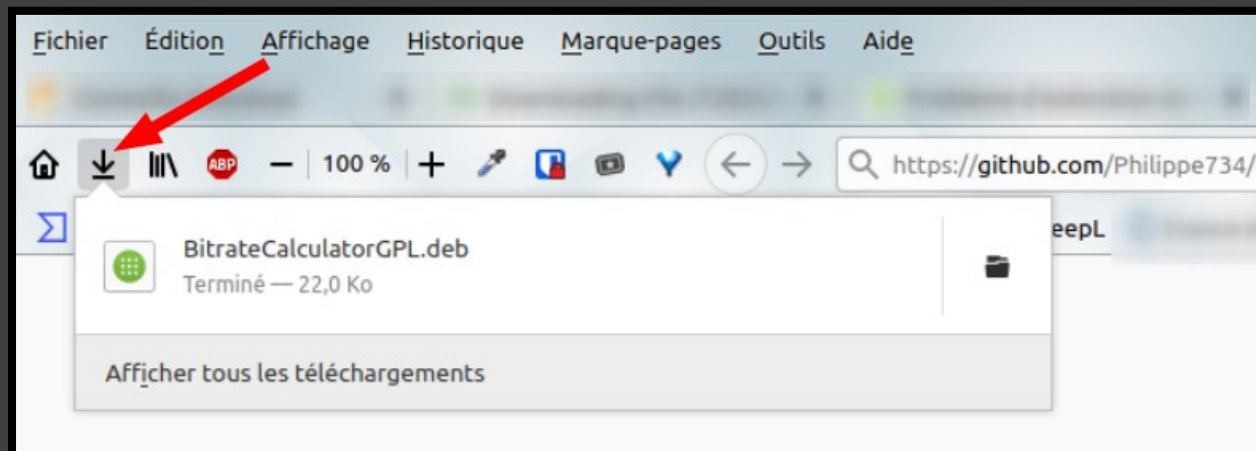 Fichier Édition Affichage Historique Marque-pages Outils Aide
ABP 100 % https://github.com/Philippe734/
eepL
BitrateCalculatorGPL.deb
Terminé — 22,0 Ko
Afficher tous les téléchargements